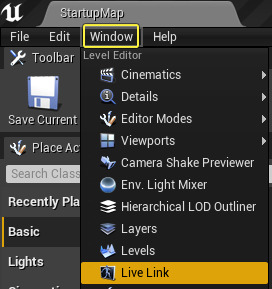 StartupMap
File Edit Window Help
Toolbar
Level Editor
Cinematics
Details
Save Current
Editor Modes
Viewports
Place Act
Camera Shake Previewer
Search Class
Env. Light Mixer
Recently Pla
Hierarchical LOD Outliner
Basic
Layers
Levels
Lights
Live Link